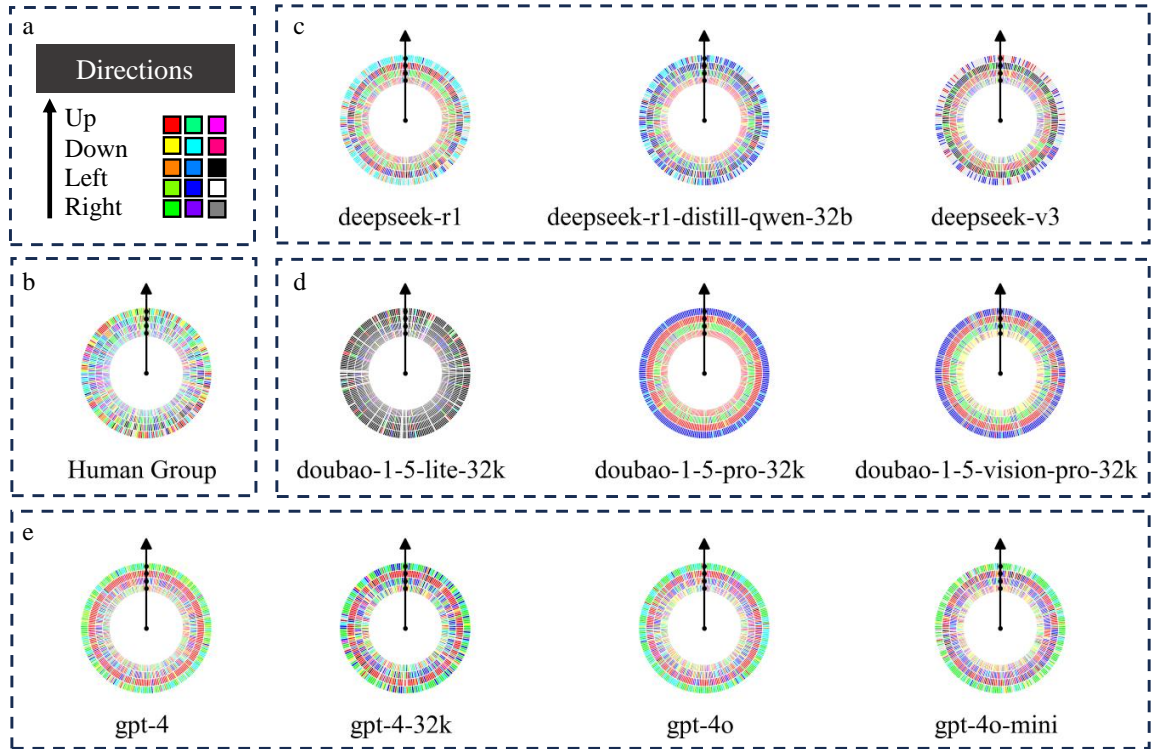 a
Directions
Up
Down
Left
Right
c
deepseek-r1
deepseek-r1-distill-qwen-32b
deepseek-v3
b
Human Group
d
doubao-1-5-lite-32k
doubao-1-5-pro-32k
doubao-1-5-vision-pro-32k
e
gpt-4
gpt-4-32k
gpt-4o
gpt-4o-mini